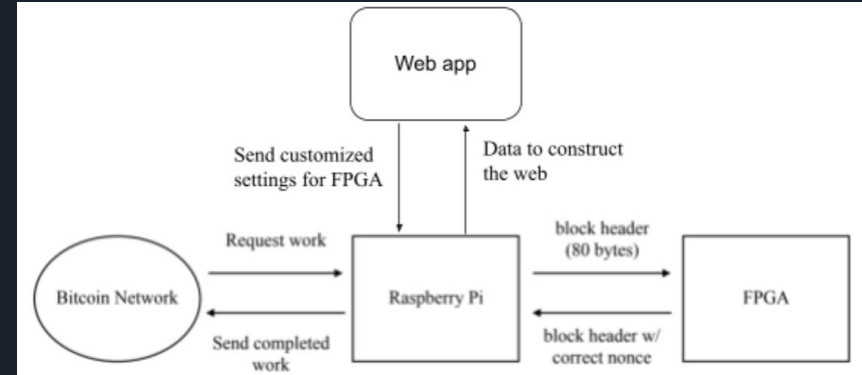 Web app
Send customized
settings for FPGA
Data to construct
the web
Request work
block header
(80 bytes)
Bitcoin Network
Raspberry Pi
FPGA
Send completed
work
block header w/
correct nonce